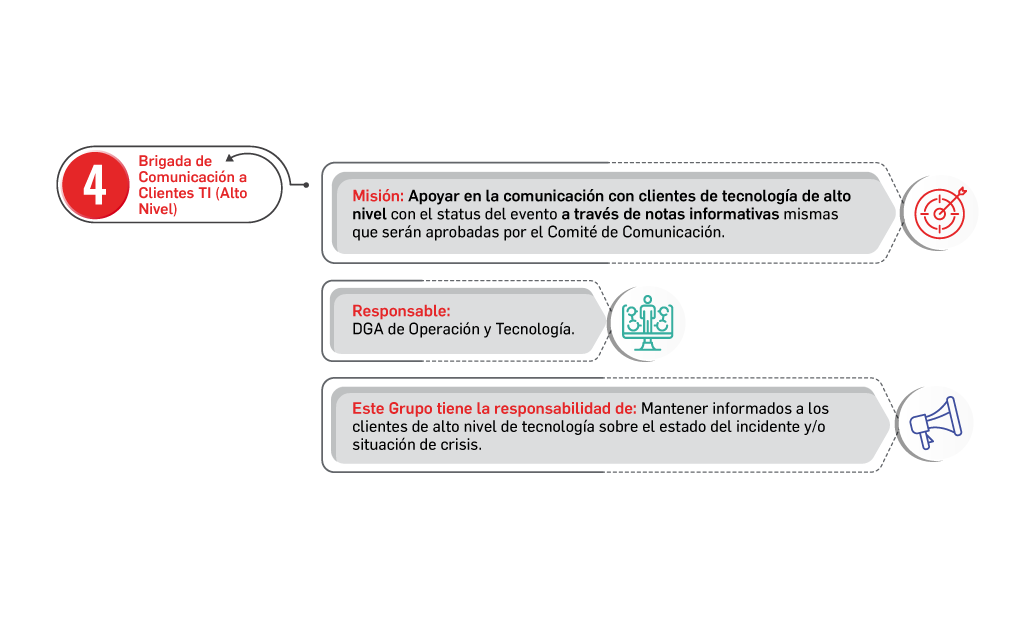 4
Brigada de
Comunicación a
Clientes TI (Alto
Nivel)
Misión: Apoyar en la comunicación con clientes de tecnología de alto
nivel con el status del evento a través de notas informativas mismas
que serán aprobadas por el Comité de Comunicación.
Responsable:
DGA de Operación y Tecnología.
Este Grupo tiene la responsabilidad de: Mantener informados a los
clientes de alto nivel de tecnología sobre el estado del incidente y/o
situación de crisis.